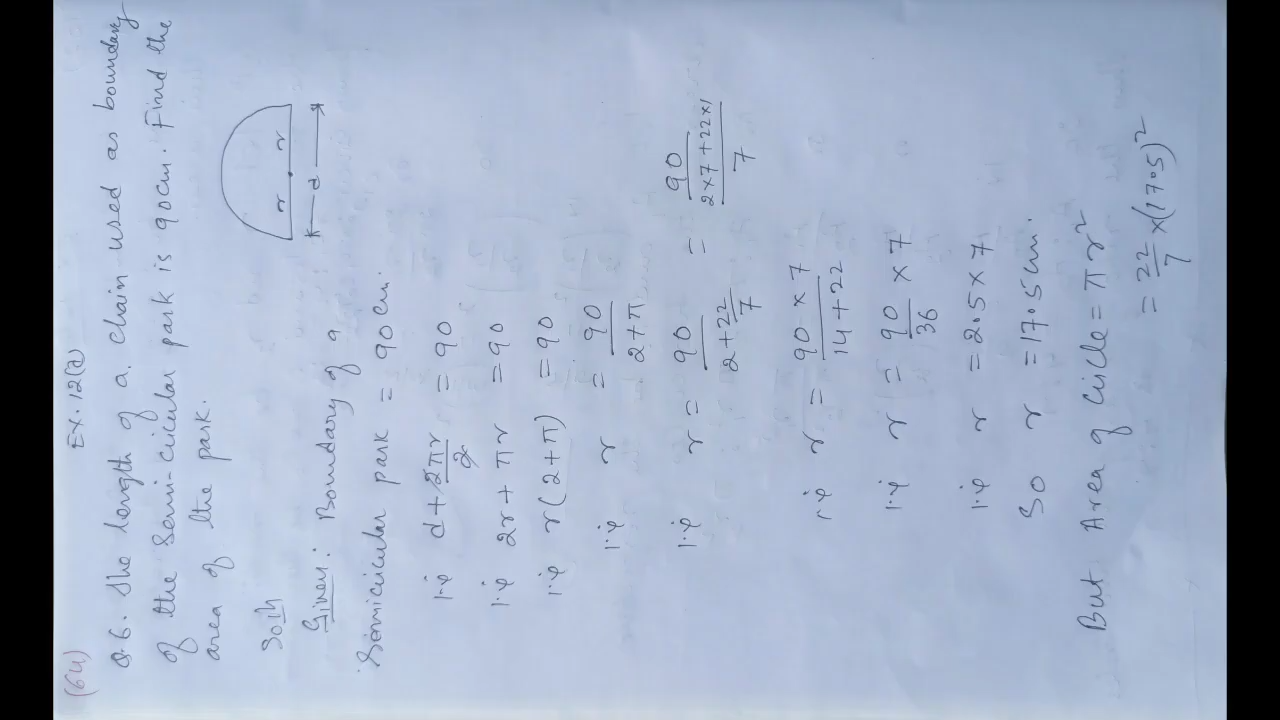 (64)
Ex. 12(a)
Q.6. The length of a chain used as boundary
of the semi-cicular park is 90cm. Find the
area of the park.
Soln
r r
d
Given: Boundary of a
Simicicular park = 90cm.
i.e d + 2πr/2 = 90
i.e 2r + πr = 90
i.e r(2+π) = 90
i.e r = 90/2+π
i.e r = 90/2+22/7 = 90/2×7+22×1/7
i.e r = 90×7/14+22
i.e r = 90/36 × 7
i.e r = 2.5×7
So r = 17.5cm.
But Area of Cicle = πr²
= 22/7 × (17.5)²